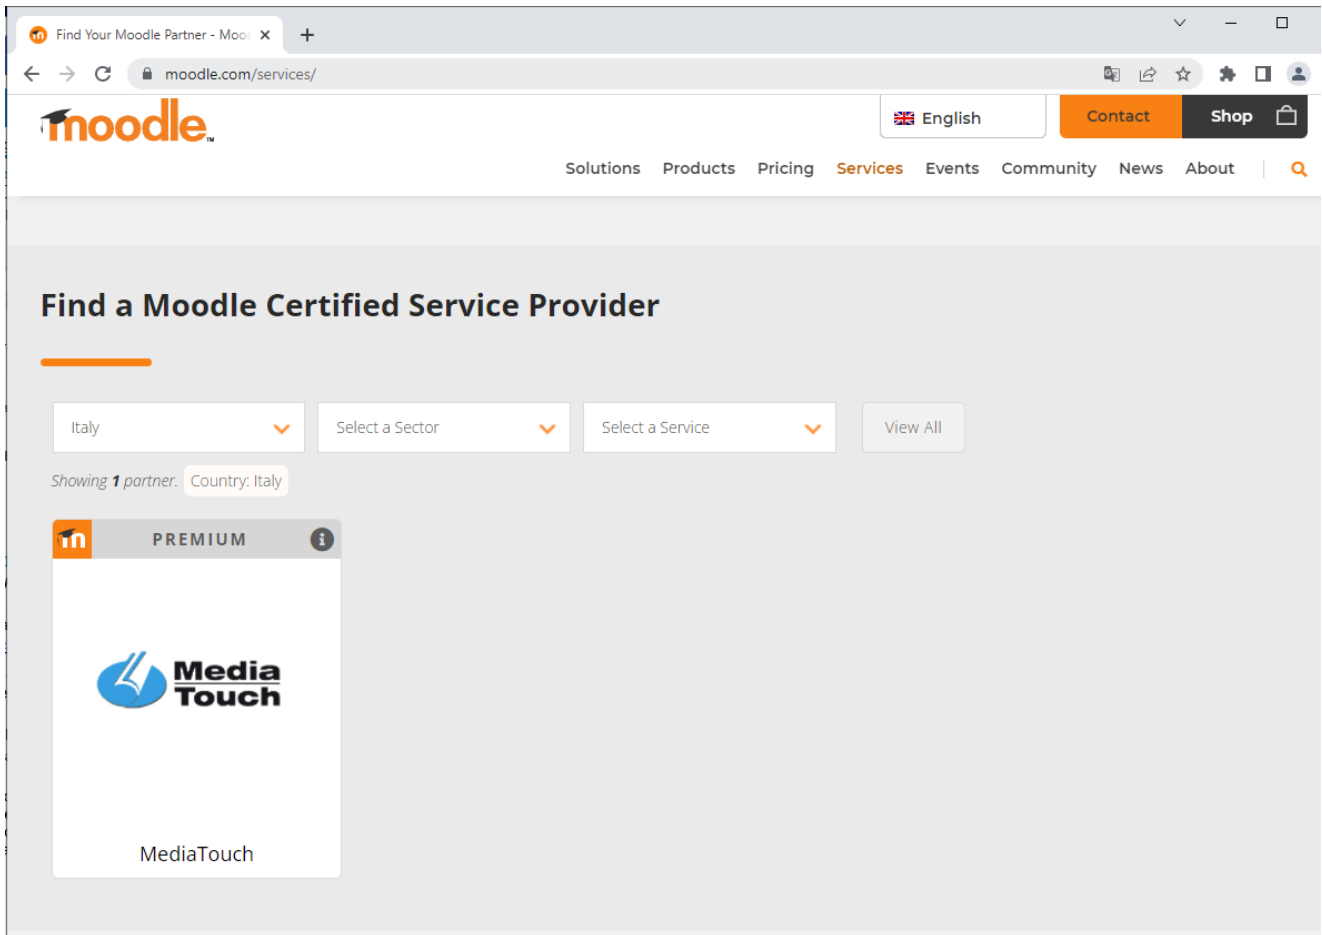 Find Your Moodle Partner - Moo
moodle.com/services/
moodle™
English
Contact
Shop
Solutions Products Pricing Services Events Community News About
Find a Moodle Certified Service Provider
Italy
Select a Sector
Select a Service
View All
Showing 1 partner. Country: Italy
m PREMIUM i
Media
Touch
MediaTouch